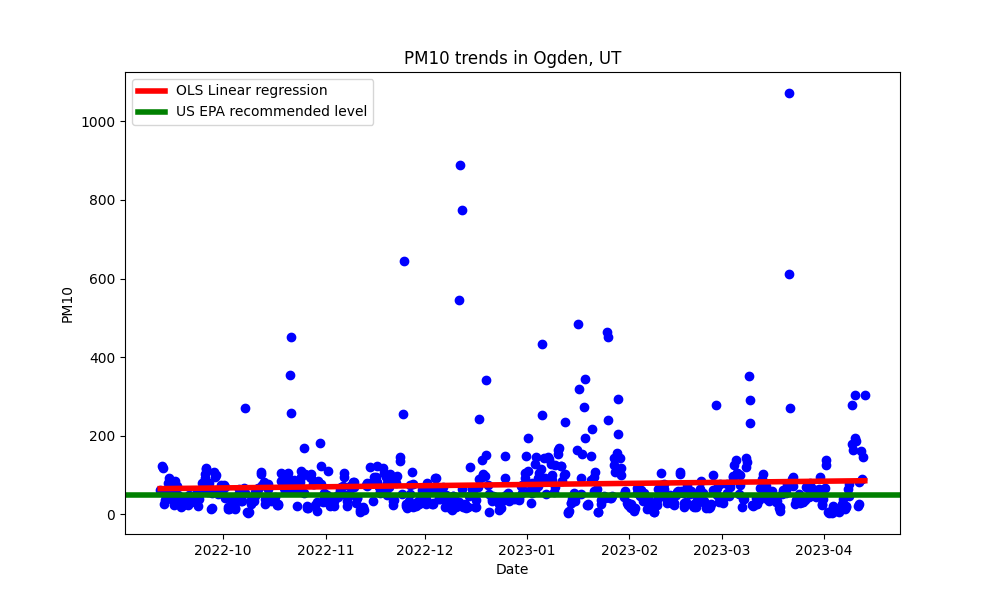 PM10 trends in Ogden, UT
OLS Linear regression
US EPA recommended level
1000
800
600
400
200
0
PM10
2022-10
2022-11
2022-12
2023-01
2023-02
2023-03
2023-04
Date